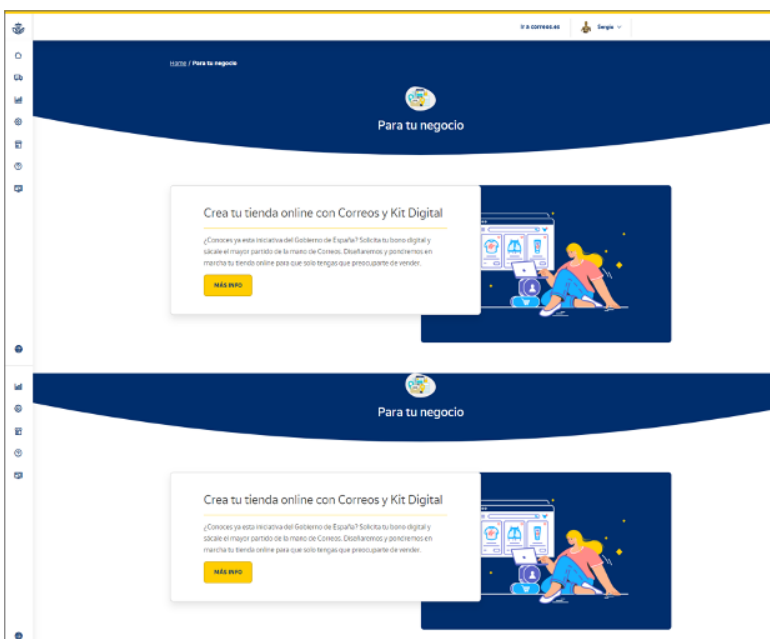 Ir a correos.es
Sergio
Home / Para tu negocio
Para tu negocio
Crea tu tienda online con Correos y Kit Digital
¿Conoces ya esta iniciativa del Gobierno de España? Solicita tu bono digital y
sácale el mayor partido de la mano de Correos. Diseñaremos y pondremos en
marcha tu tienda online para que solo tengas que preocuparte de vender.
MÁS INFO
Para tu negocio
Crea tu tienda online con Correos y Kit Digital
¿Conoces ya esta iniciativa del Gobierno de España? Solicita tu bono digital y
sácale el mayor partido de la mano de Correos. Diseñaremos y pondremos en
marcha tu tienda online para que solo tengas que preocuparte de vender.
MÁS INFO